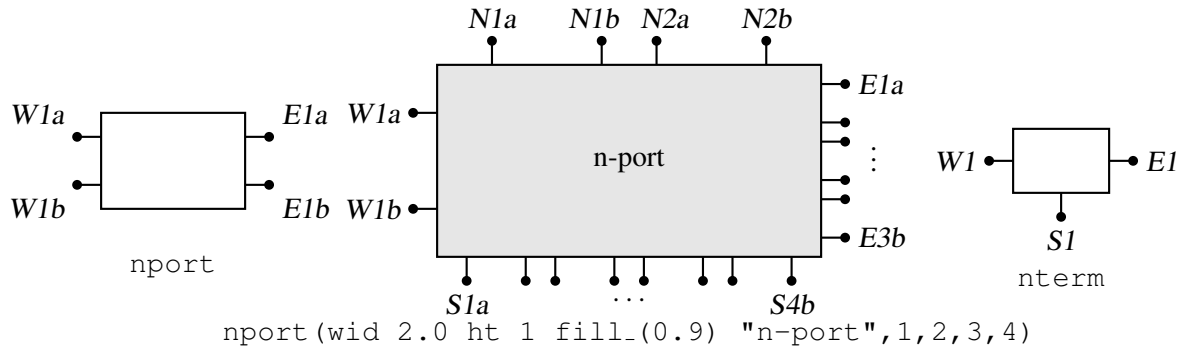 N1a N1b N2a N2b
W1a E1a W1a E1a
n-port ⋮ W1 E1
W1b E1b W1b E3b
S1
nport nterm
S1a ... S4b
nport(wid 2.0 ht 1 fill_(0.9) "n-port",1,2,3,4)